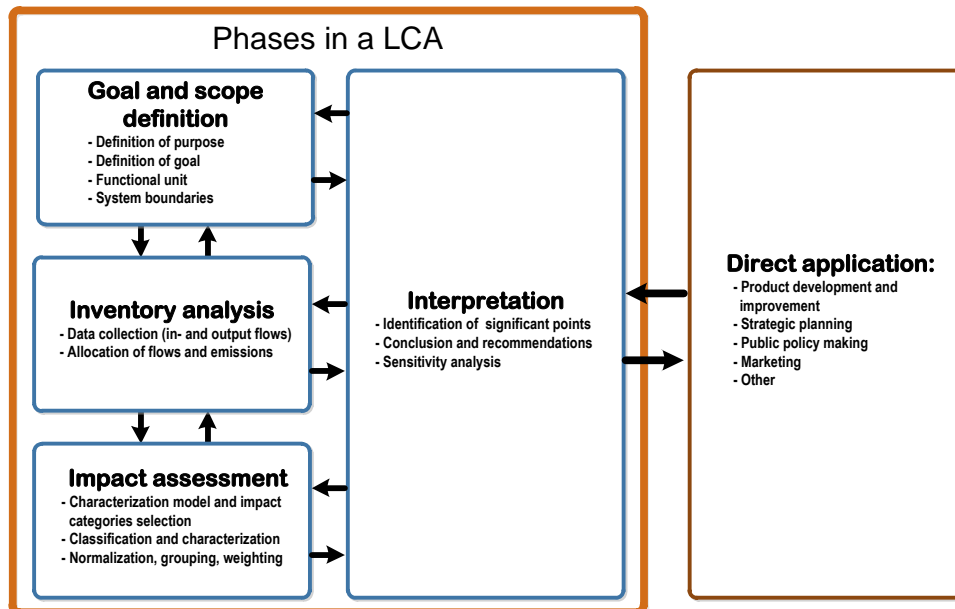 Phases in a LCA
Goal and scope
definition
- Definition of purpose
- Definition of goal
- Functional unit
- System boundaries
Inventory analysis
- Data collection (in- and output flows)
- Allocation of flows and emissions
Impact assessment
- Characterization model and impact
categories selection
- Classification and characterization
- Normalization, grouping, weighting
Interpretation
- Identification of significant points
- Conclusion and recommendations
- Sensitivity analysis
Direct application:
- Product development and
improvement
- Strategic planning
- Public policy making
- Marketing
- Other